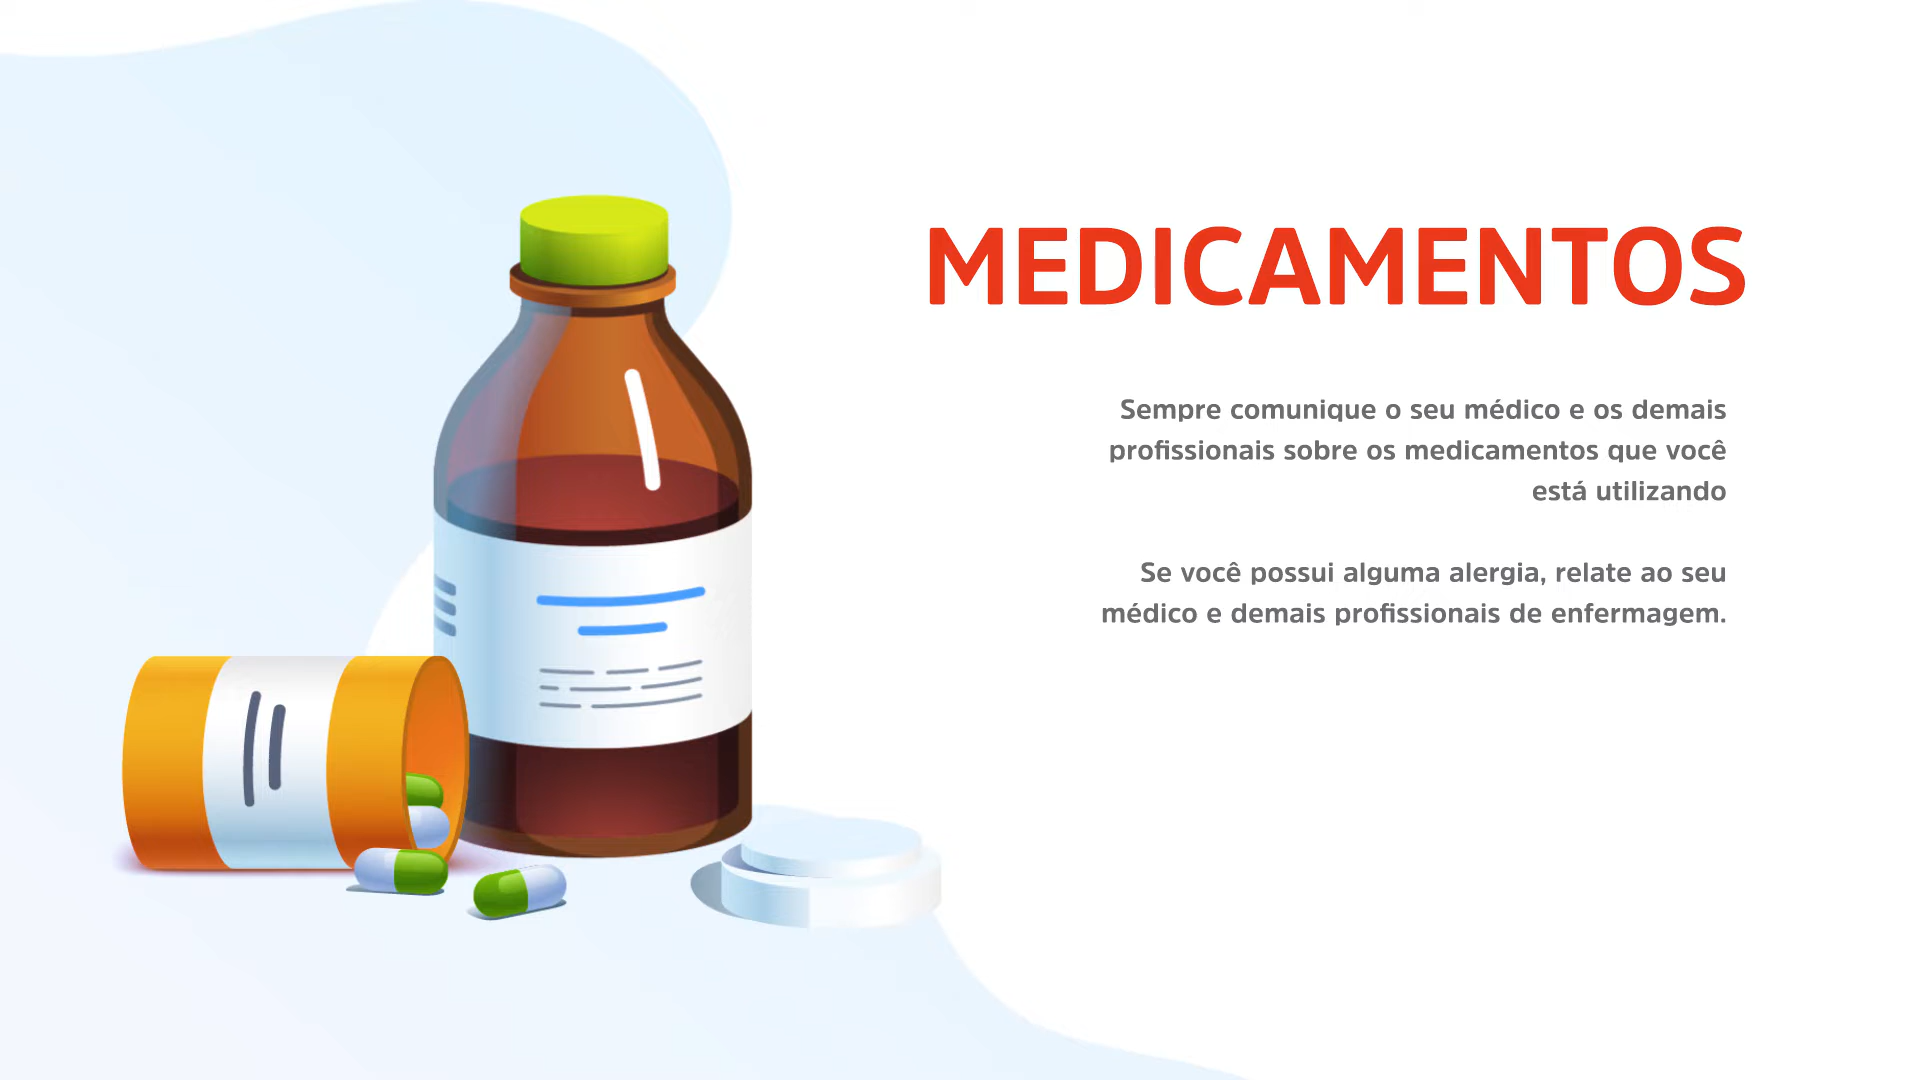 MEDICAMENTOS
Sempre comunique o seu médico e os demais
profissionais sobre os medicamentos que você
está utilizando
Se você possui alguma alergia, relate ao seu
médico e demais profissionais de enfermagem.